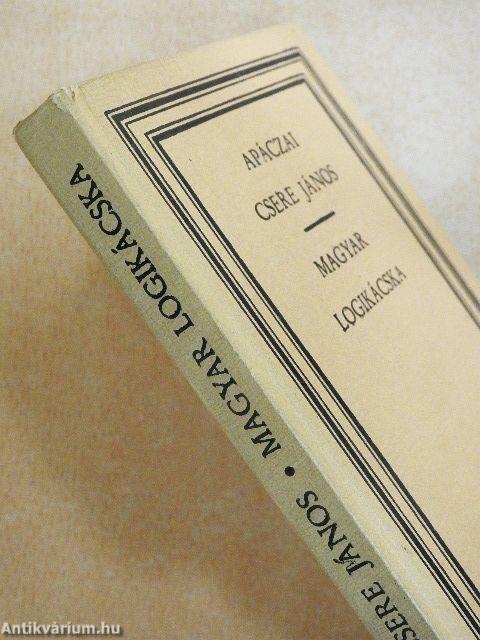 APÁCZAI
CSERE JÁNOS
MAGYAR
LOGIKÁCSKA
CSERE JÁNOS • MAGYAR LOGIKÁCSKA
Antikvárium.hu